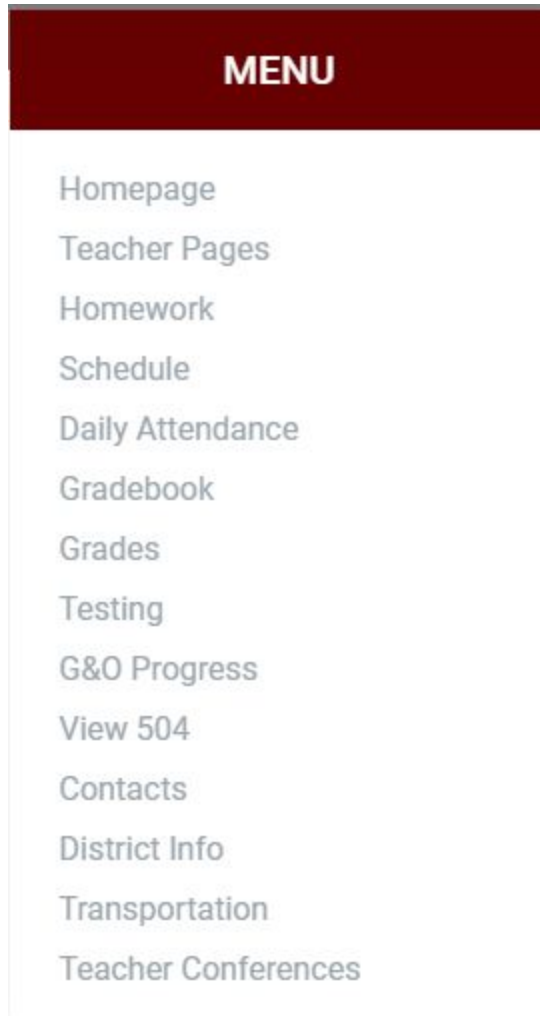 MENU
Homepage
Teacher Pages
Homework
Schedule
Daily Attendance
Gradebook
Grades
Testing
G&O Progress
View 504
Contacts
District Info
Transportation
Teacher Conferences